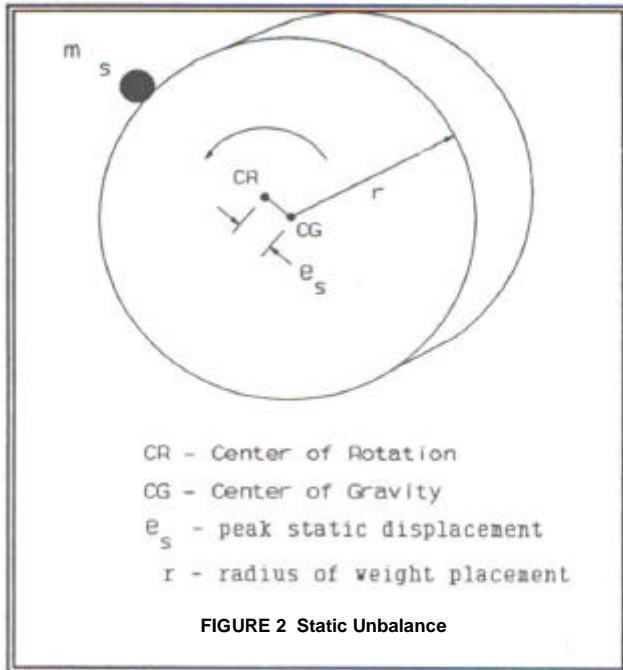 m s
CR
r
CG
e s
CR - Center of Rotation
CG - Center of Gravity
e s - peak static displacement
r - radius of weight placement
FIGURE 2 Static Unbalance